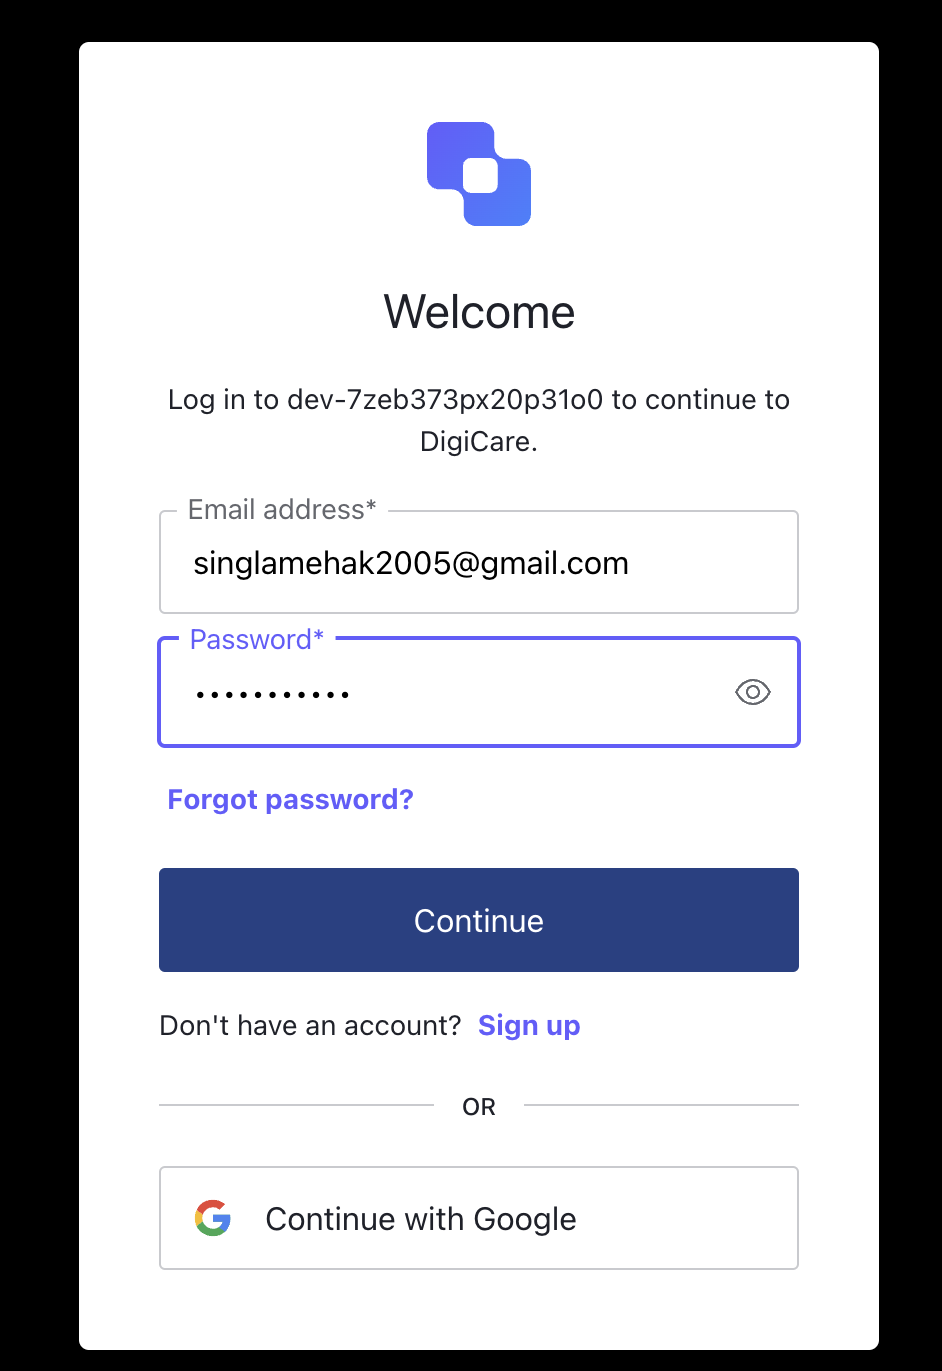 Welcome
Log in to dev-7zeb373px20p31o0 to continue to
DigiCare.
Email address*
singlamehak2005@gmail.com
Password*
•••••••••••
Forgot password?
Continue
Don't have an account? Sign up
OR
Continue with Google